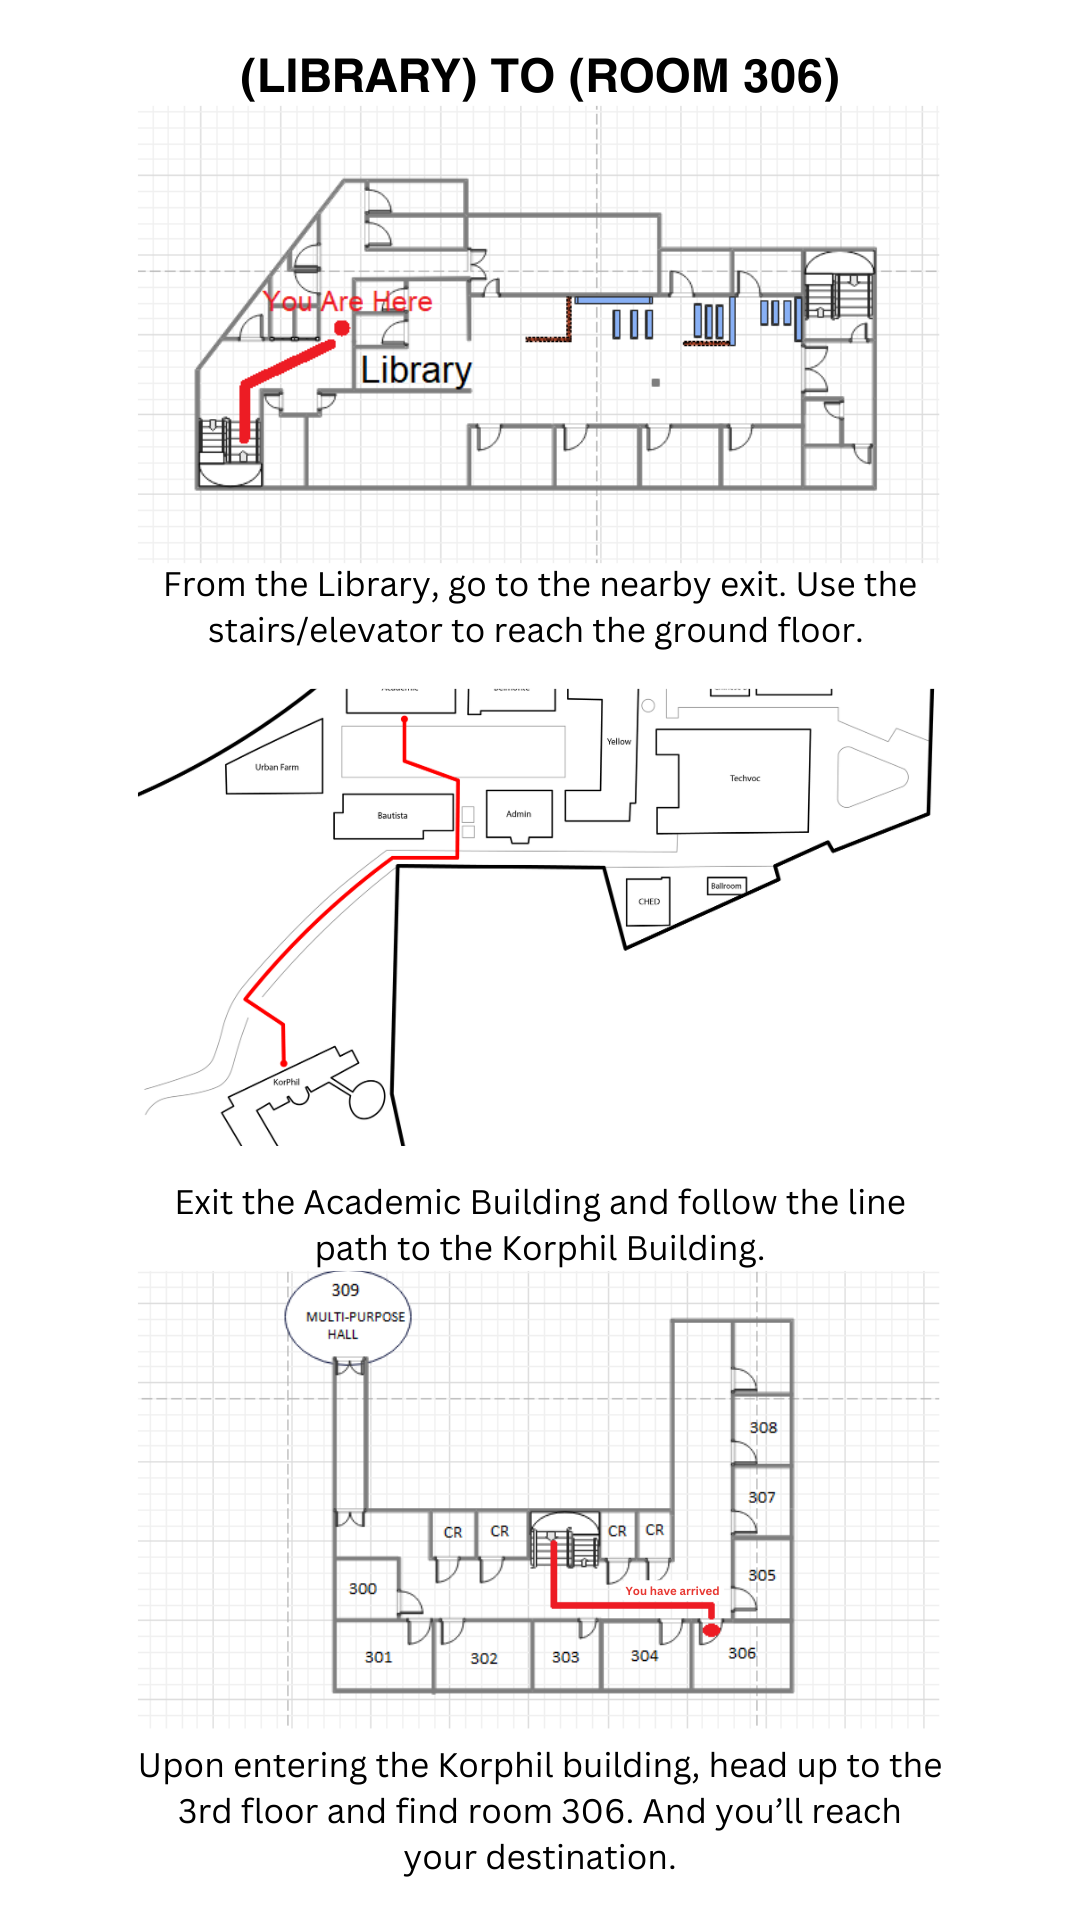 (LIBRARY) TO (ROOM 306)
You Are Here
Library
From the Library, go to the nearby exit. Use the
stairs/elevator to reach the ground floor.
Academic
Yellow
Urban Farm
Techvoc
Bautista
Admin
CHED
Ballroom
KorPhil
Exit the Academic Building and follow the line
path to the Korphil Building.
309
MULTI-PURPOSE
HALL
308
307
CR
CR
CR
CR
305
300
You have arrived
301
302
303
304
306
Upon entering the Korphil building, head up to the
3rd floor and find room 306. And you’ll reach
your destination.